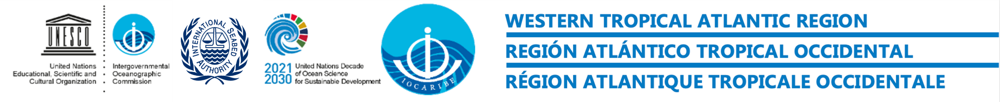 UNESCO
United Nations
Educational, Scientific and
Cultural Organization
Intergovernmental
Oceanographic
Commission
INTERNATIONAL SEABED
AUTHORITY
2021
2030
United Nations Decade
of Ocean Science
for Sustainable Development
IOCARIBE
WESTERN TROPICAL ATLANTIC REGION
REGIÓN ATLÁNTICO TROPICAL OCCIDENTAL
RÉGION ATLANTIQUE TROPICALE OCCIDENTALE